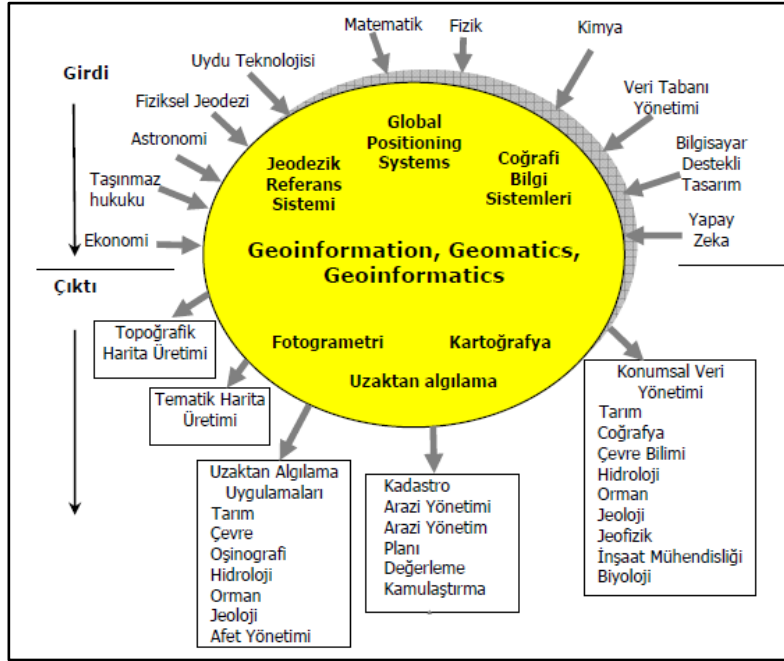 Matematik
Fizik
Kimya
Girdi
Uydu Teknolojisi
Veri Tabanı
Yönetimi
Fiziksel Jeodezi
Astronomi
Bilgisayar
Destekli
Tasarım
Taşınmaz
hukuku
Yapay
Zeka
Ekonomi
Global
Positioning
Systems
Jeodezik
Referans
Sistemi
Coğrafi
Bilgi
Sistemleri
Geoinformation, Geomatics,
Geoinformatics
Fotogrametri
Kartoğrafya
Uzaktan algılama
Çıktı
Topoğrafik
Harita Üretimi
Tematik Harita
Üretimi
Uzaktan Algılama
Uygulamaları
Tarım
Çevre
Oşinografi
Hidroloji
Orman
Jeoloji
Afet Yönetimi
Kadastro
Arazi Yönetimi
Arazi Yönetim
Planı
Değerleme
Kamulaştırma
Konumsal Veri
Yönetimi
Tarım
Coğrafya
Çevre Bilimi
Hidroloji
Orman
Jeoloji
Jeofizik
İnşaat Mühendisliği
Biyoloji